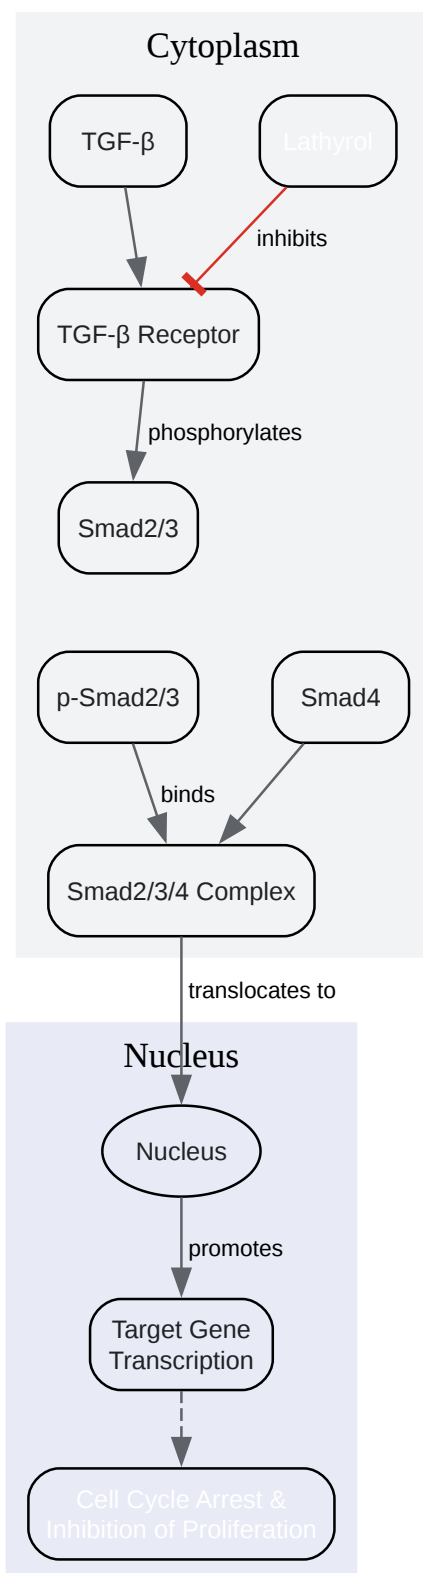 Cytoplasm
TGF-β
Lathyrol
inhibits
TGF-β Receptor
phosphorylates
Smad2/3
p-Smad2/3
Smad4
binds
Smad2/3/4 Complex
translocates to
Nucleus
Nucleus
promotes
Target Gene
Transcription
Cell Cycle Arrest &
Inhibition of Proliferation